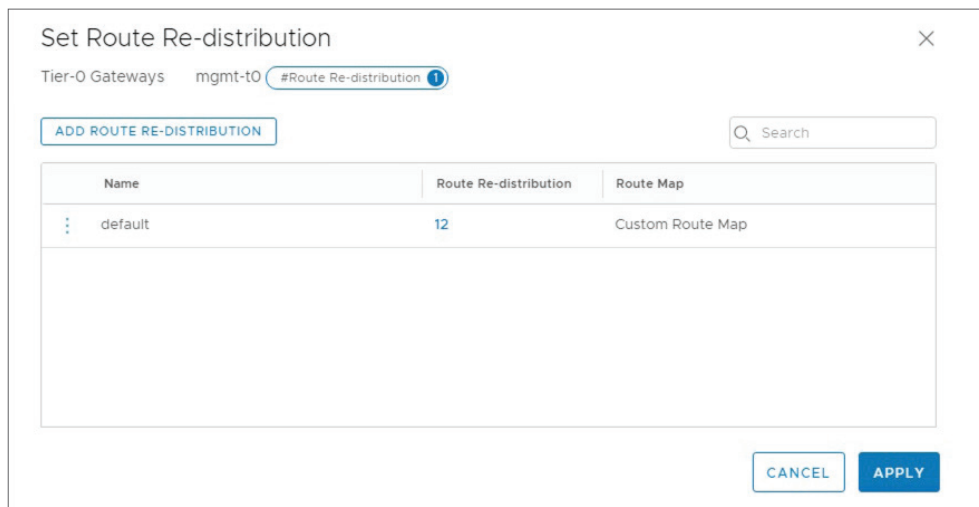 Set Route Re-distribution
Tier-0 Gateways mgmt-t0 #Route Re-distribution 1
ADD ROUTE RE-DISTRIBUTION Search
Name Route Re-distribution Route Map
default 12 Custom Route Map
CANCEL APPLY